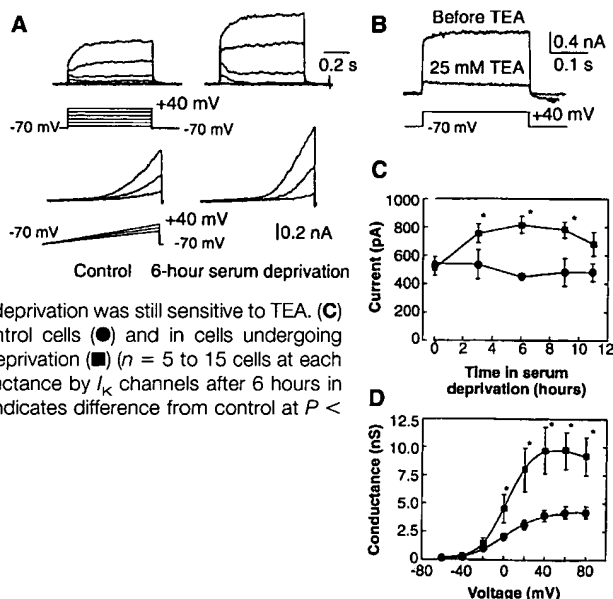 A
0.2 s
+40 mV
-70 mV
-70 mV
+40 mV
-70 mV
-70 mV
0.2 nA
Control 6-hour serum deprivation
deprivation was still sensitive to TEA. (C)
ntrol cells (●) and in cells undergoing
deprivation (■) (n = 5 to 15 cells at each
ectance by IK channels after 6 hours in
ndicates difference from control at P <
B
Before TEA
0.4 nA
0.1 s
25 mM TEA
+40 mV
-70 mV
C
1000
800
600
400
200
0
Current (pA)
* * *
0 2 4 6 8 10 12
Time in serum
deprivation (hours)
D
12.5
10.0
7.5
5.0
2.5
0
Conductance (nS)
* * * * *
-80 -40 0 40 80
Voltage (mV)